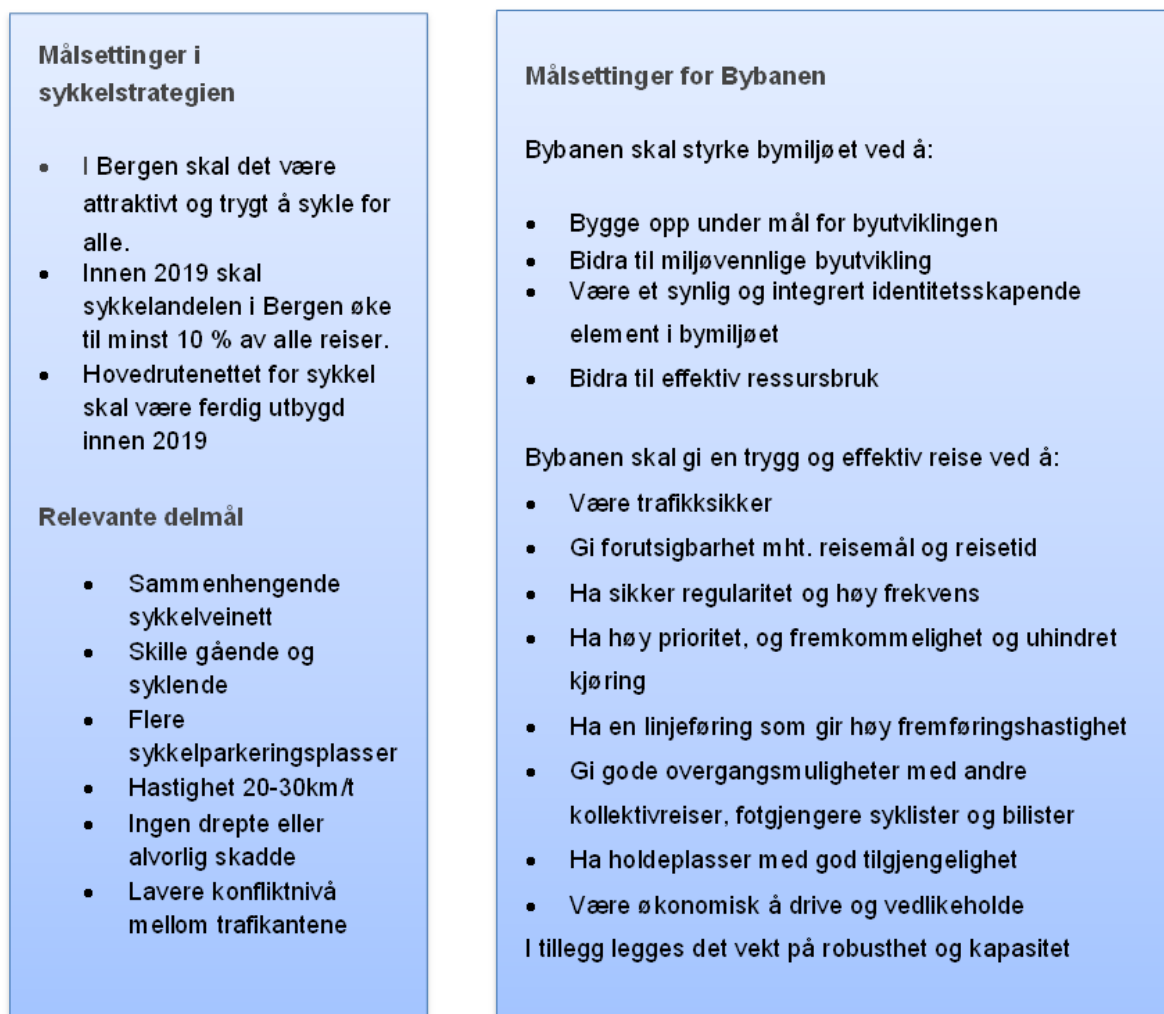 Målsettinger i
sykkelstrategien
• I Bergen skal det være
attraktivt og trygt å sykle for
alle.
• Innen 2019 skal
sykkelandelen i Bergen øke
til minst 10 % av alle reiser.
• Hovedrutenettet for sykkel
skal være ferdig utbygd
innen 2019
Relevante delmål
• Sammenhengende
sykkelveinett
• Skille gående og
syklende
• Flere
sykkelparkeringsplasser
• Hastighet 20-30km/t
• Ingen drepte eller
alvorlig skadde
• Lavere konfliktnivå
mellom trafikantene
Målsettinger for Bybanen
Bybanen skal styrke bymiljøet ved å:
• Bygge opp under mål for byutviklingen
• Bidra til miljøvennlige byutvikling
• Være et synlig og integrert identitetsskapende
element i bymiljøet
• Bidra til effektiv ressursbruk
Bybanen skal gi en trygg og effektiv reise ved å:
• Være trafikksikker
• Gi forutsigbarhet mht. reisemål og reisetid
• Ha sikker regularitet og høy frekvens
• Ha høy prioritet, og fremkommelighet og uhindret
kjøring
• Ha en linjeføring som gir høy fremføringshastighet
• Gi gode overgangsmuligheter med andre
kollektivreiser, fotgjengere syklister og bilister
• Ha holdeplasser med god tilgjengelighet
• Være økonomisk å drive og vedlikeholde
I tillegg legges det vekt på robusthet og kapasitet